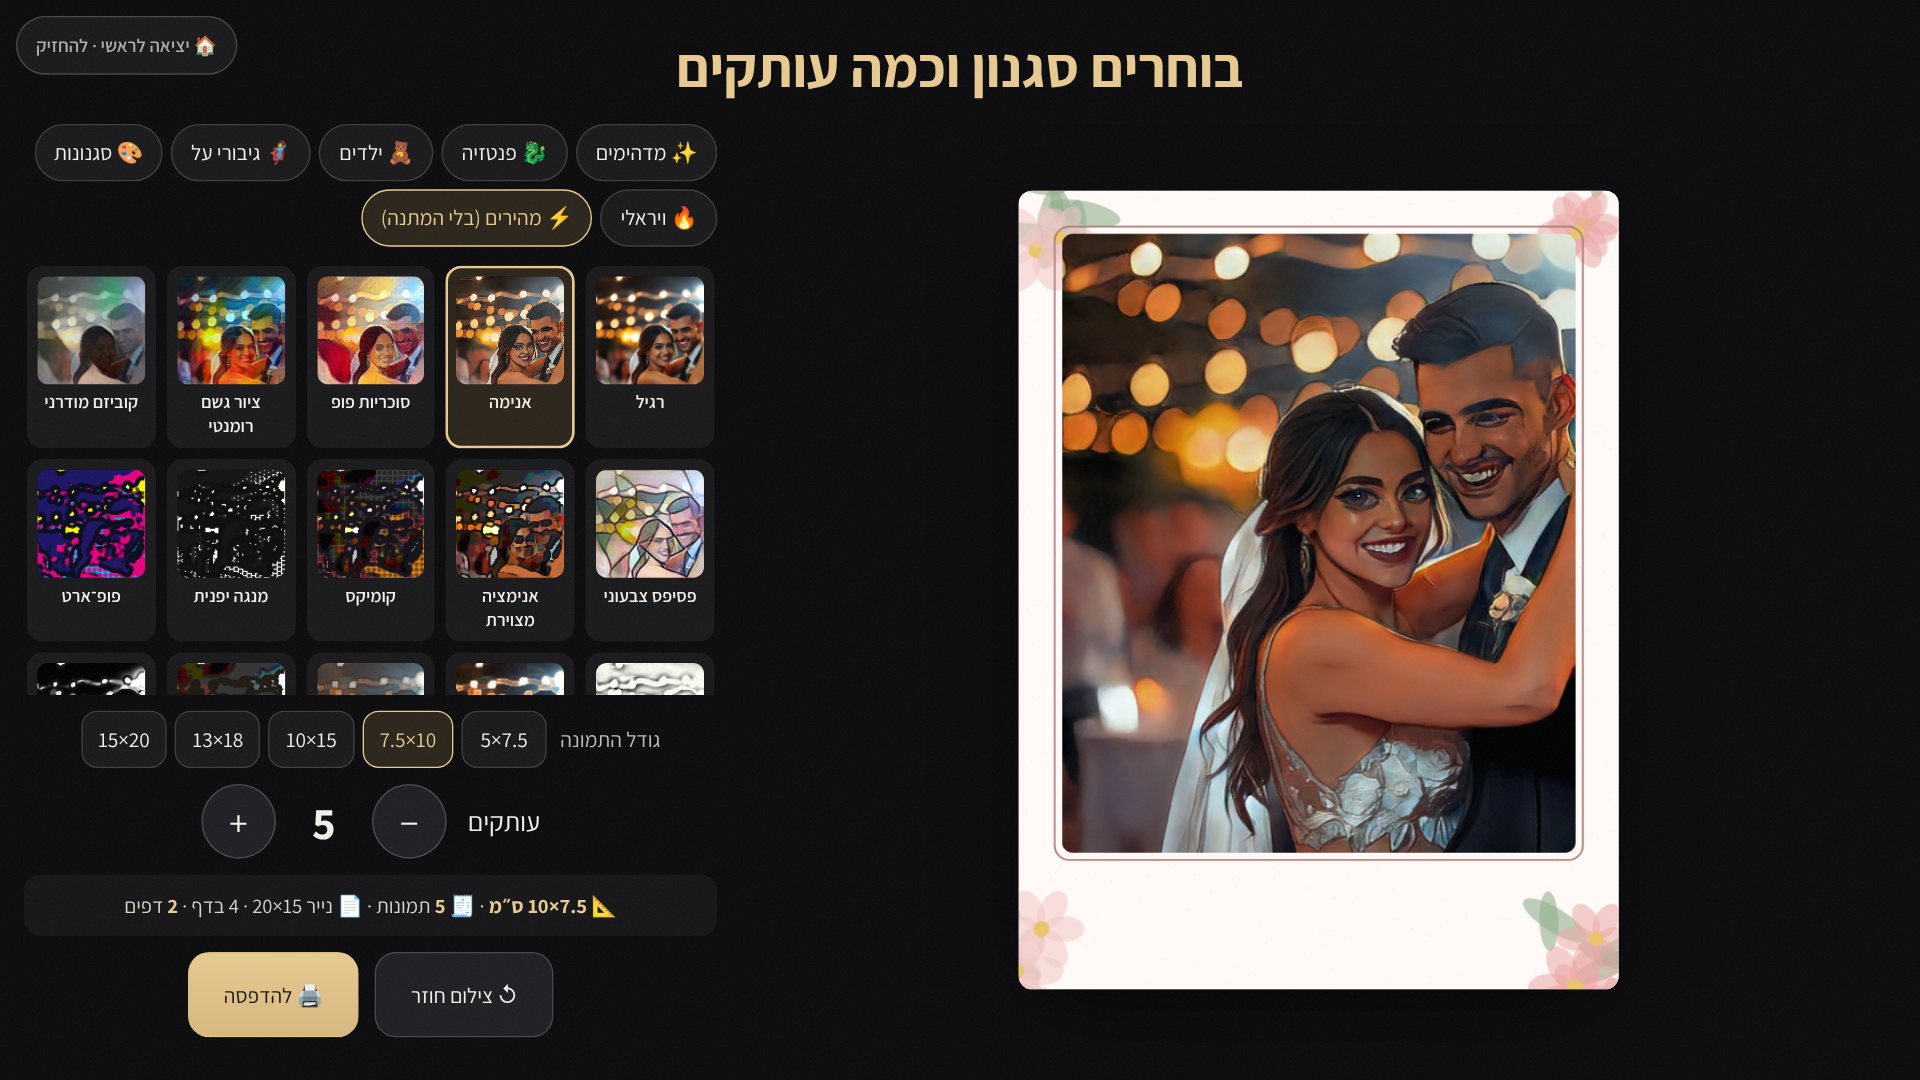 🏠 יציאה לראשי · להחזיק
בוחרים סגנון וכמה עותקים
✨ מדהימים
🐉 פנטזיה
🧸 ילדים
🦸 גיבורי על
🎨 סגנונות
🔥 ויראלי
⚡ מהירים (בלי המתנה)
רגיל
אנימה
סוכריות פופ
ציור גשם
רומנטי
קוביזם מודרני
פסיפס צבעוני
אנימציה
מצוירת
קומיקס
מנגה יפנית
פופ־ארט
גודל התמונה
5×7.5
7.5×10
10×15
13×18
15×20
עותקים
−
5
+
📐 10×7.5 ס״מ · 🧾 5 תמונות · 📄 נייר 20×15 · 4 בדף · 2 דפים
↺ צילום חוזר
🖨️ להדפסה